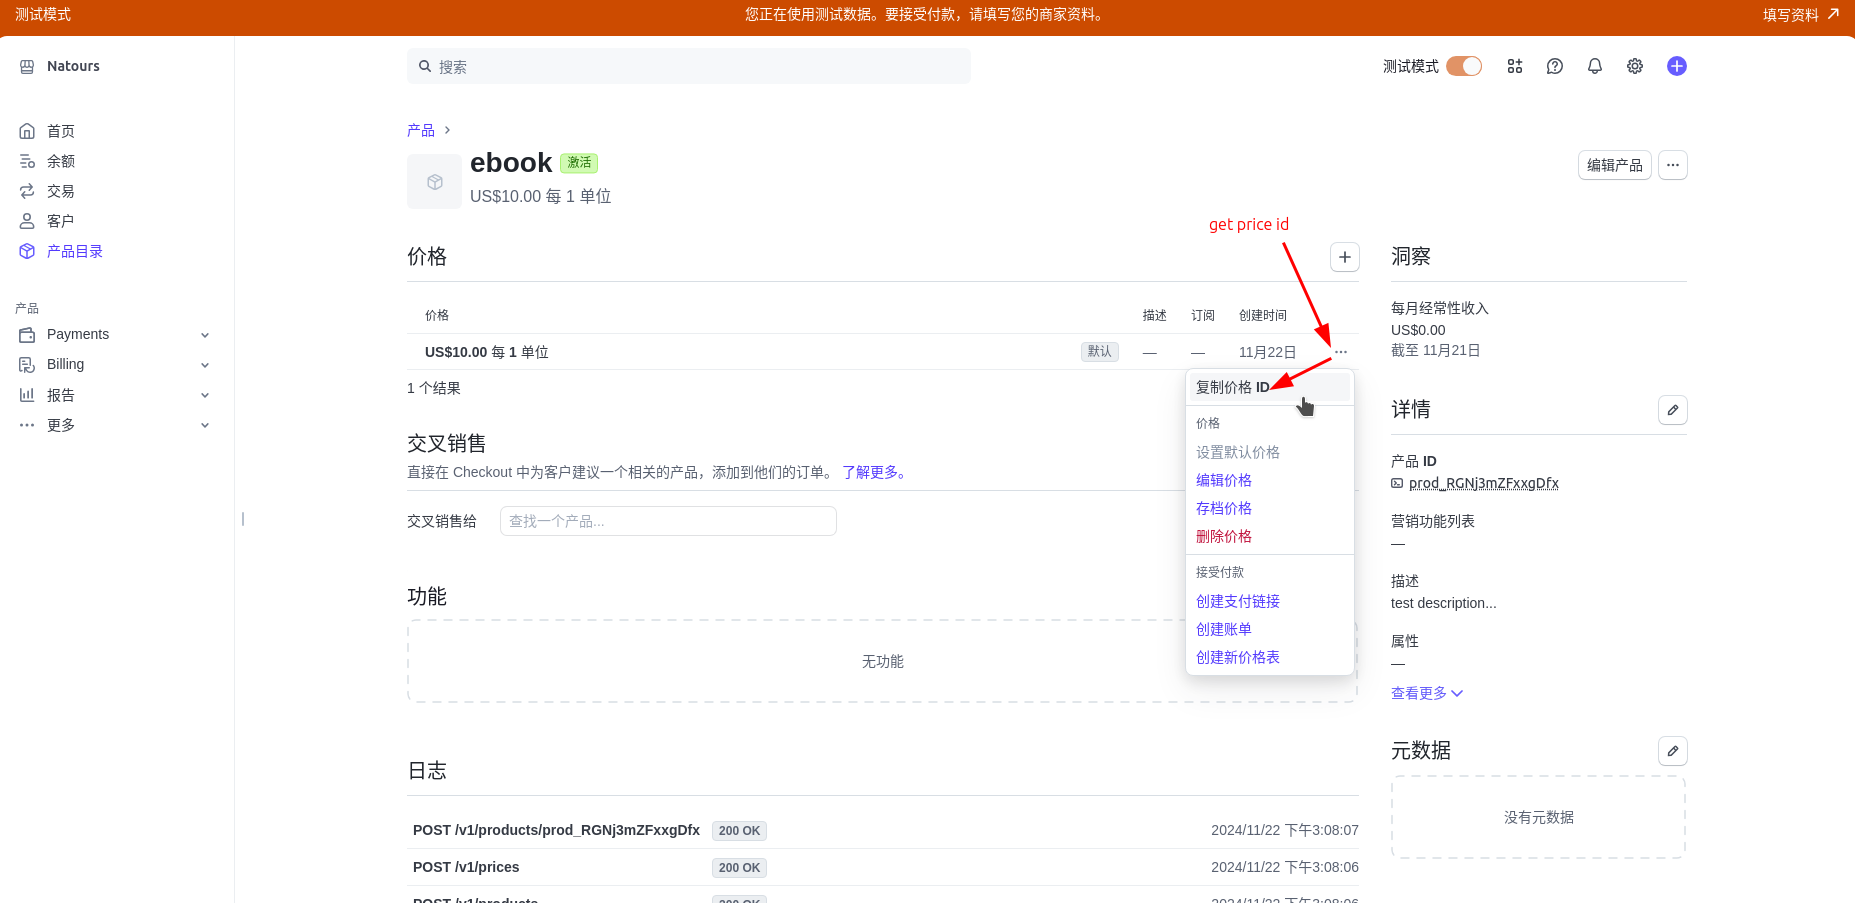 测试模式
您正在使用测试数据。要接受付款，请填写您的商家资料。
填写资料
Natours
搜索
测试模式
首页
余额
交易
客户
产品目录
产品
Payments
Billing
报告
更多
产品
ebook 激活
US$10.00 每 1 单位
编辑产品
get price id
价格
价格 描述 订阅 创建时间
US$10.00 每 1 单位 默认 — — 11月22日
1 个结果
复制价格 ID
价格
设置默认价格
编辑价格
存档价格
删除价格
接受付款
创建支付链接
创建账单
创建新价格表
交叉销售
直接在 Checkout 中为客户建议一个相关的产品，添加到他们的订单。 了解更多。
交叉销售给 查找一个产品...
功能
无功能
日志
POST /v1/products/prod_RGNj3mZFxxgDfx 200 OK 2024/11/22 下午3:08:07
POST /v1/prices 200 OK 2024/11/22 下午3:08:06
POST /v1/products 200 OK 2024/11/22 下午3:08:06
洞察
每月经常性收入
US$0.00
截至 11月21日
详情
产品 ID
prod_RGNj3mZFxxgDfx
营销功能列表
—
描述
test description...
属性
—
查看更多
元数据
没有元数据